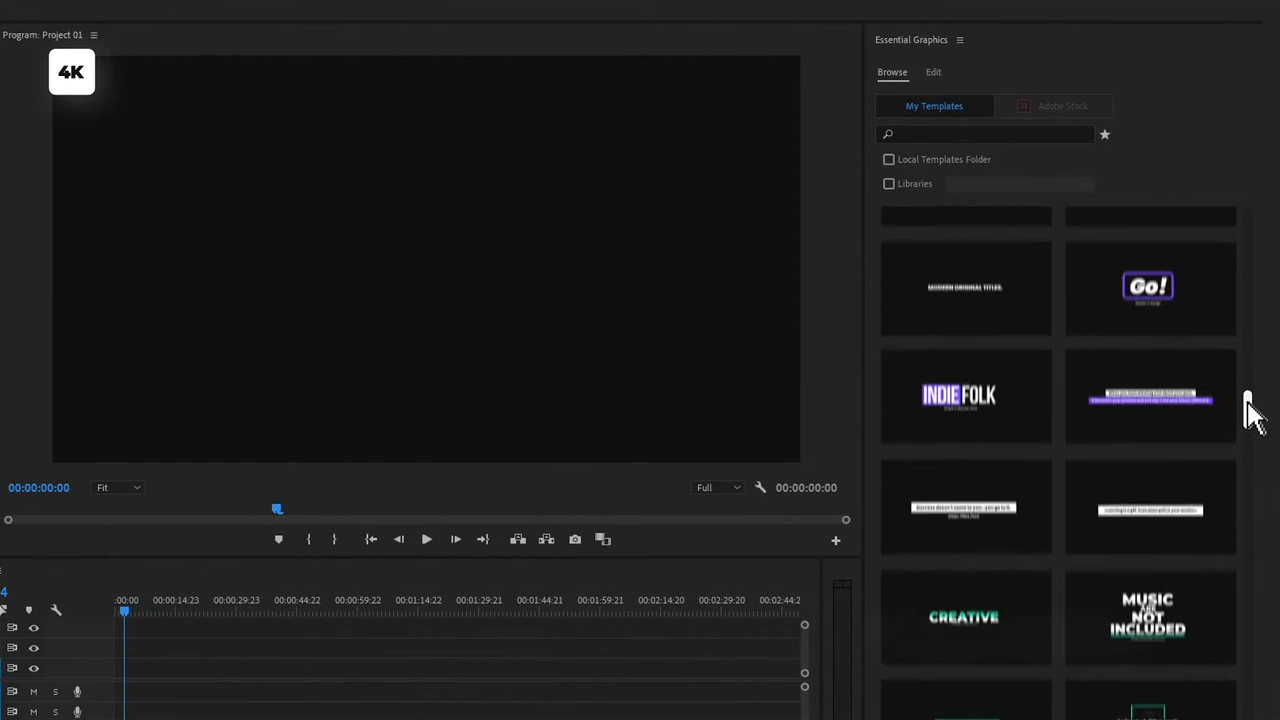 Program: Project 01
4K
Essential Graphics
Browse
Edit
My Templates
St
Adobe Stock
Local Templates Folder
Libraries
MODERN ORIGINAL TITLES.
Go!
INDIE FOLK
CREATIVE
MUSIC
ARE
NOT
INCLUDED
00:00:00:00
Fit
Full
00:00:00:00
4
:00:00
00:00:14:23
00:00:29:23
00:00:44:22
00:00:59:22
00:01:14:22
00:01:29:21
00:01:44:21
00:01:59:21
00:02:14:20
00:02:29:20
00:02:44:2
M
S
M
S